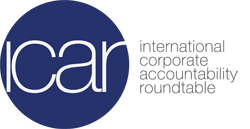 icar
international
corporate
accountability
roundtable